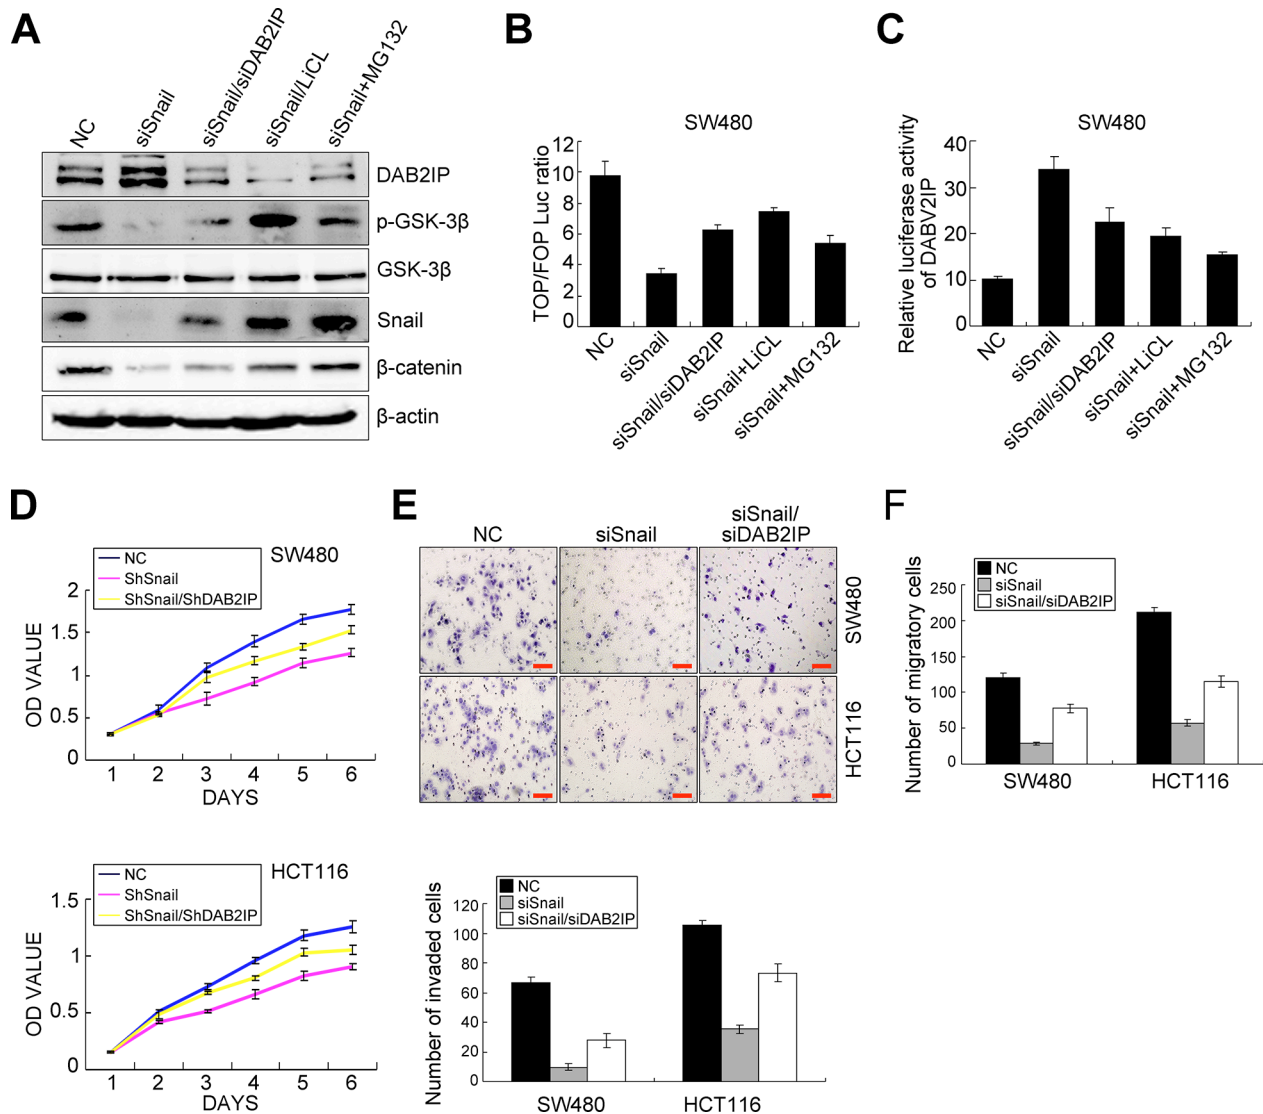 A
NC
siSnail
siSnail/siDAB2IP
siSnail/LiCL
siSnail+MG132
DAB2IP
p-GSK-3β
GSK-3β
Snail
β-catenin
β-actin
B
SW480
TOP/FOP Luc ratio
12
10
8
6
4
2
0
NC
siSnail
siSnail/siDAB2IP
siSnail+LiCL
siSnail+MG132
C
SW480
Relative luciferase activity
of DABV2IP
40
30
20
10
0
NC
siSnail
siSnail/siDAB2IP
siSnail+LiCL
siSnail+MG132
D
NC
ShSnail
ShSnail/ShDAB2IP
SW480
OD VALUE
2
1.5
1
0.5
0
1 2 3 4 5 6
DAYS
NC
ShSnail
ShSnail/ShDAB2IP
HCT116
OD VALUE
1.5
1
0.5
0
1 2 3 4 5 6
DAYS
E
NC
siSnail
siSnail/
siDAB2IP
SW480
HCT116
NC
siSnail
siSnail/siDAB2IP
Number of invaded cells
120
100
80
60
40
20
0
SW480
HCT116
F
NC
siSnail
siSnail/siDAB2IP
Number of migratory cells
250
200
150
100
50
0
SW480
HCT116